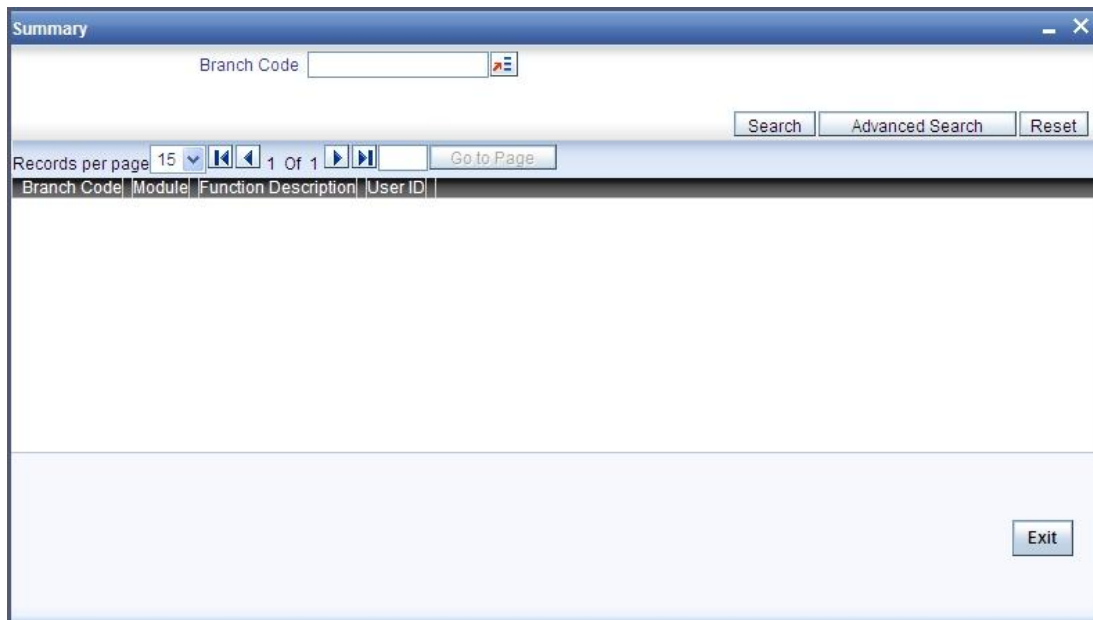 Summary
Branch Code
Search Advanced Search Reset
Records per page 15 1 Of 1 Go to Page
Branch Code Module Function Description User ID
Exit